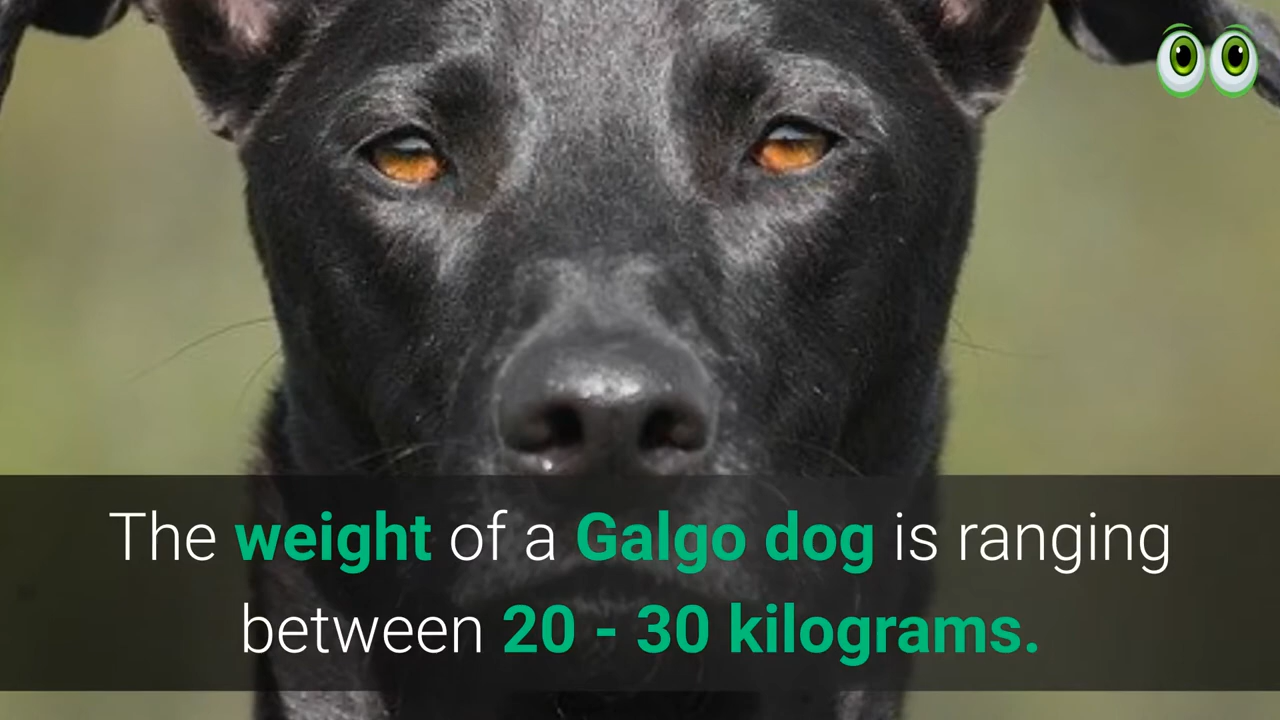 The weight of a Galgo dog is ranging
between 20 - 30 kilograms.